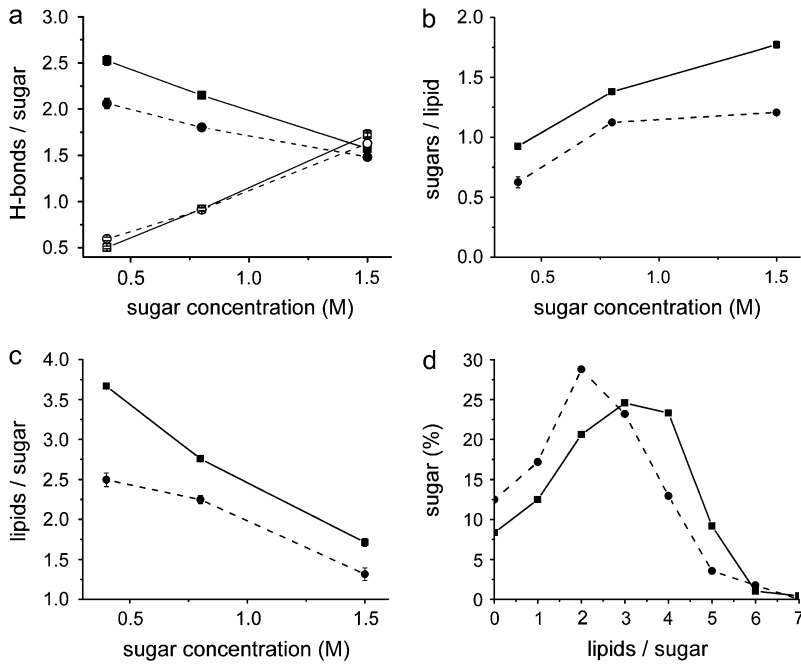 a
H-bonds / sugar
3.0
2.5
2.0
1.5
1.0
0.5
0.5 1.0 1.5
sugar concentration (M)
b
sugars / lipid
2.0
1.5
1.0
0.5
0.0
0.5 1.0 1.5
sugar concentration (M)
c
lipids / sugar
4.0
3.5
3.0
2.5
2.0
1.5
1.0
0.5 1.0 1.5
sugar concentration (M)
d
sugar (%)
30
25
20
15
10
5
0
0 1 2 3 4 5 6 7
lipids / sugar